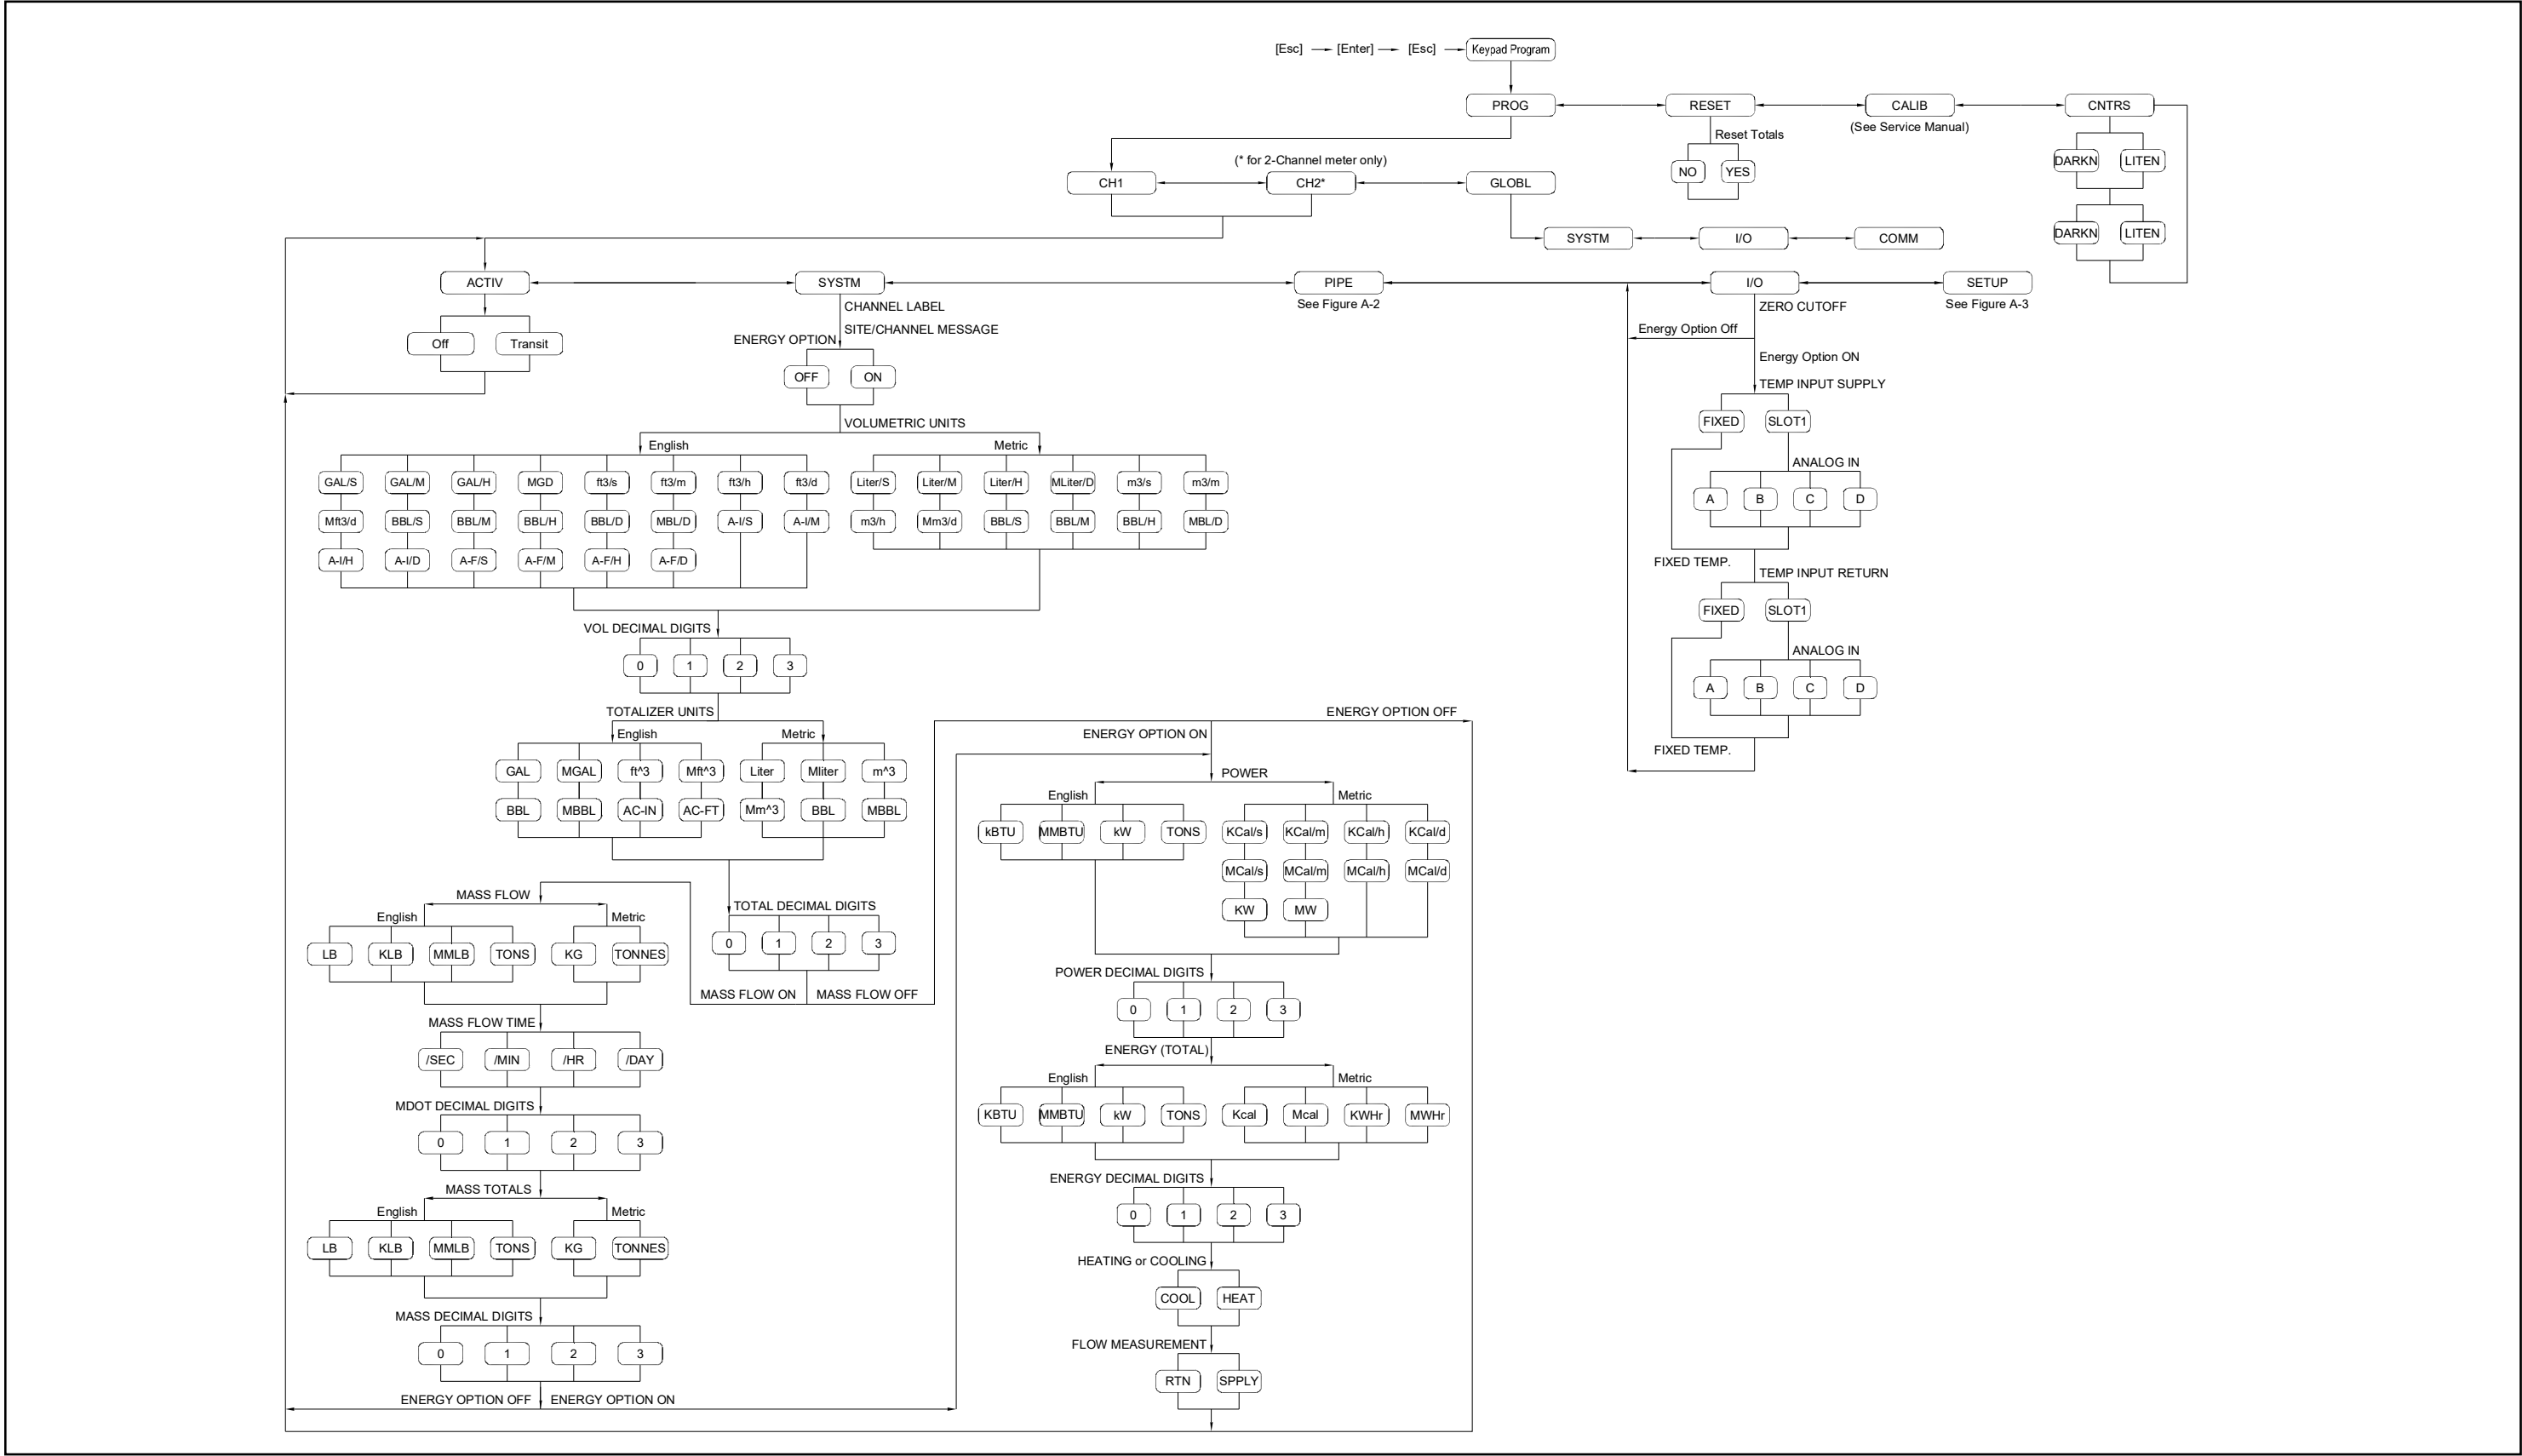 [Esc] [Enter] [Esc] Keypad Program
PROG RESET CALIB CNTRS
(See Service Manual)
Reset Totals
NO YES
DARKN LITEN
DARKN LITEN
(* for 2-Channel meter only)
CH1 CH2* GLOBL
SYSTM I/O COMM
ACTIV SYSTM PIPE I/O SETUP
See Figure A-2
See Figure A-3
Off Transit
CHANNEL LABEL
SITE/CHANNEL MESSAGE
ENERGY OPTION
OFF ON
VOLUMETRIC UNITS
English Metric
GAL/S GAL/M GAL/H MGD ft3/s ft3/m ft3/h ft3/d Liter/S Liter/M Liter/H MLiter/D m3/s m3/m
Mft3/d BBL/S BBL/M BBL/H BBL/D MBL/D A-I/S A-I/M m3/h Mm3/d BBL/S BBL/M BBL/H MBL/D
A-I/H A-I/D A-F/S A-F/M A-F/H A-F/D
VOL DECIMAL DIGITS
0 1 2 3
TOTALIZER UNITS
English Metric
GAL MGAL ft^3 Mft^3 Liter Mliter m^3
BBL MBBL AC-IN AC-FT Mm^3 BBL MBBL
TOTAL DECIMAL DIGITS
0 1 2 3
MASS FLOW ON MASS FLOW OFF
MASS FLOW
English Metric
LB KLB MMLB TONS KG TONNES
MASS FLOW TIME
/SEC /MIN /HR /DAY
MDOT DECIMAL DIGITS
0 1 2 3
MASS TOTALS
English Metric
LB KLB MMLB TONS KG TONNES
MASS DECIMAL DIGITS
0 1 2 3
ENERGY OPTION OFF ENERGY OPTION ON
ENERGY OPTION OFF
ENERGY OPTION ON
POWER
English Metric
kBTU MMBTU kW TONS KCal/s KCal/m KCal/h KCal/d
MCal/s MCal/m MCal/h MCal/d
KW MW
POWER DECIMAL DIGITS
0 1 2 3
ENERGY (TOTAL)
English Metric
KBTU MMBTU kW TONS Kcal Mcal KWHr MWHr
ENERGY DECIMAL DIGITS
0 1 2 3
HEATING or COOLING
COOL HEAT
FLOW MEASUREMENT
RTN SPPLY
ZERO CUTOFF
Energy Option Off
Energy Option ON
TEMP INPUT SUPPLY
FIXED SLOT1
ANALOG IN
A B C D
FIXED TEMP.
TEMP INPUT RETURN
FIXED SLOT1
ANALOG IN
A B C D
FIXED TEMP.